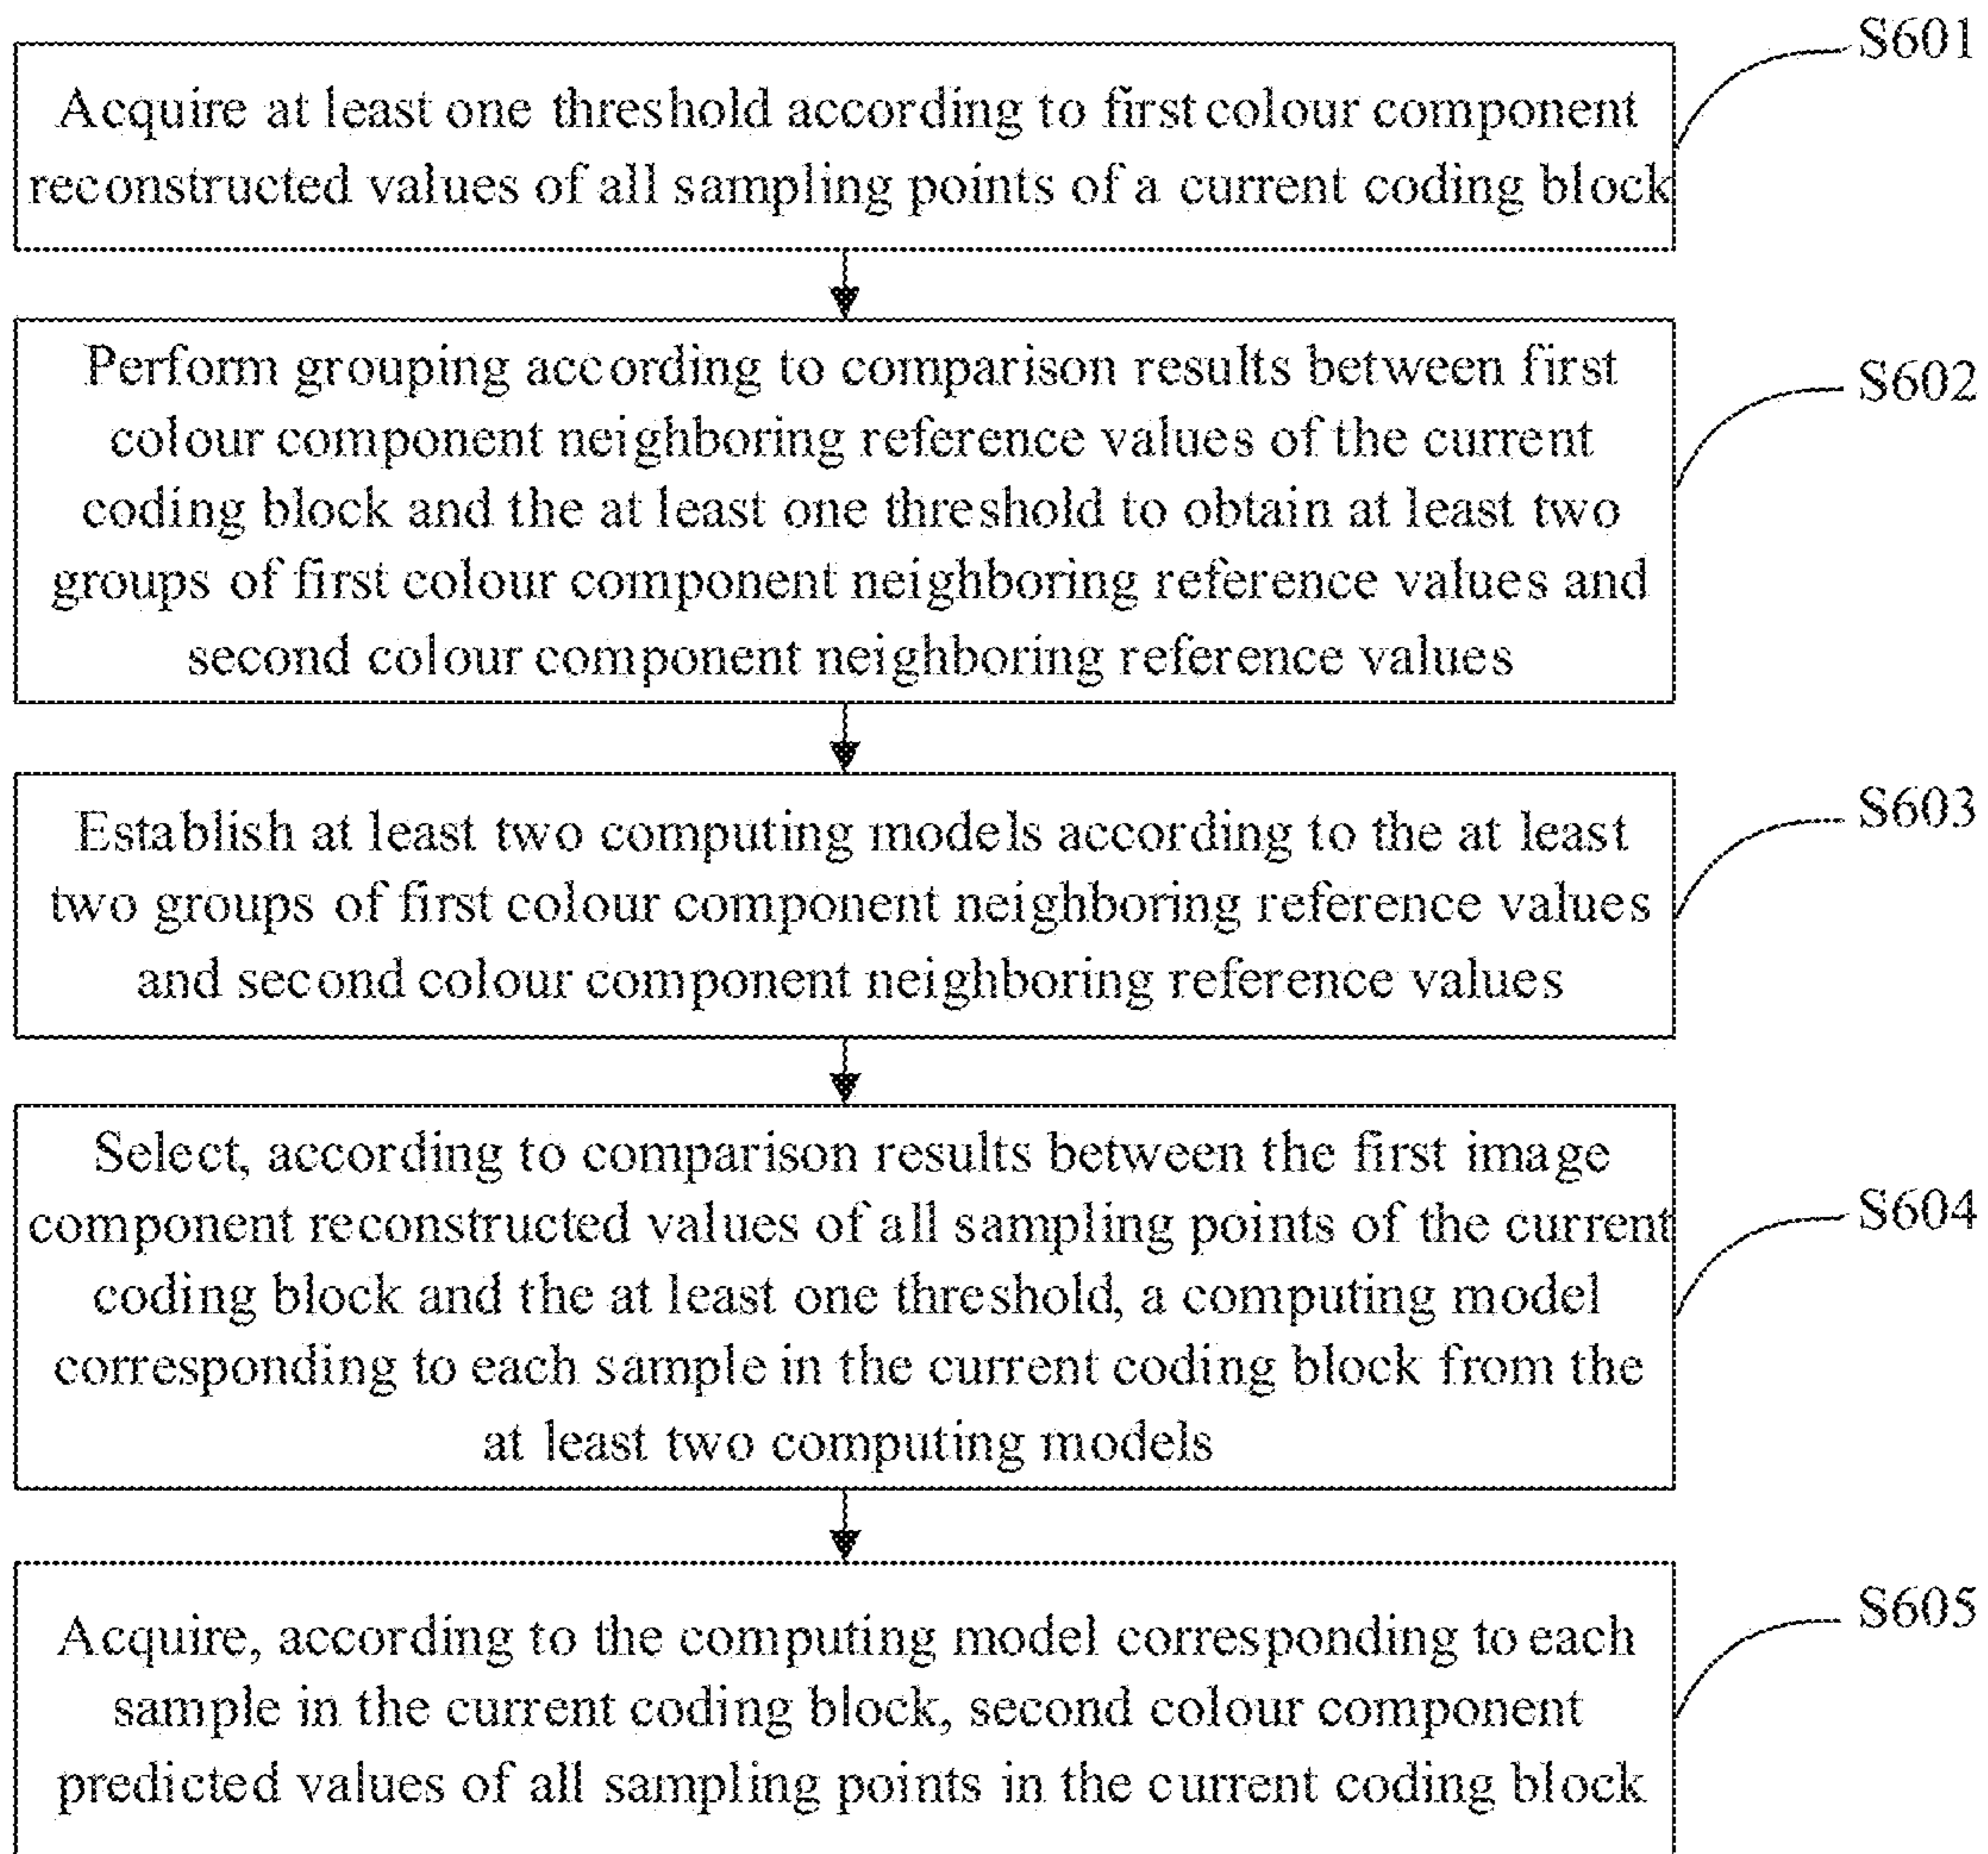 S601
Acquire at least one threshold according to first colour component
reconstructed values of all sampling points of a current coding block
S602
Perform grouping according to comparison results between first
colour component neighboring reference values of the current
coding block and the at least one threshold to obtain at least two
groups of first colour component neighboring reference values and
second colour component neighboring reference values
S603
Establish at least two computing models according to the at least
two groups of first colour component neighboring reference values
and second colour component neighboring reference values
S604
Select, according to comparison results between the first image
component reconstructed values of all sampling points of the current
coding block and the at least one threshold, a computing model
corresponding to each sample in the current coding block from the
at least two computing models
S605
Acquire, according to the computing model corresponding to each
sample in the current coding block, second colour component
predicted values of all sampling points in the current coding block